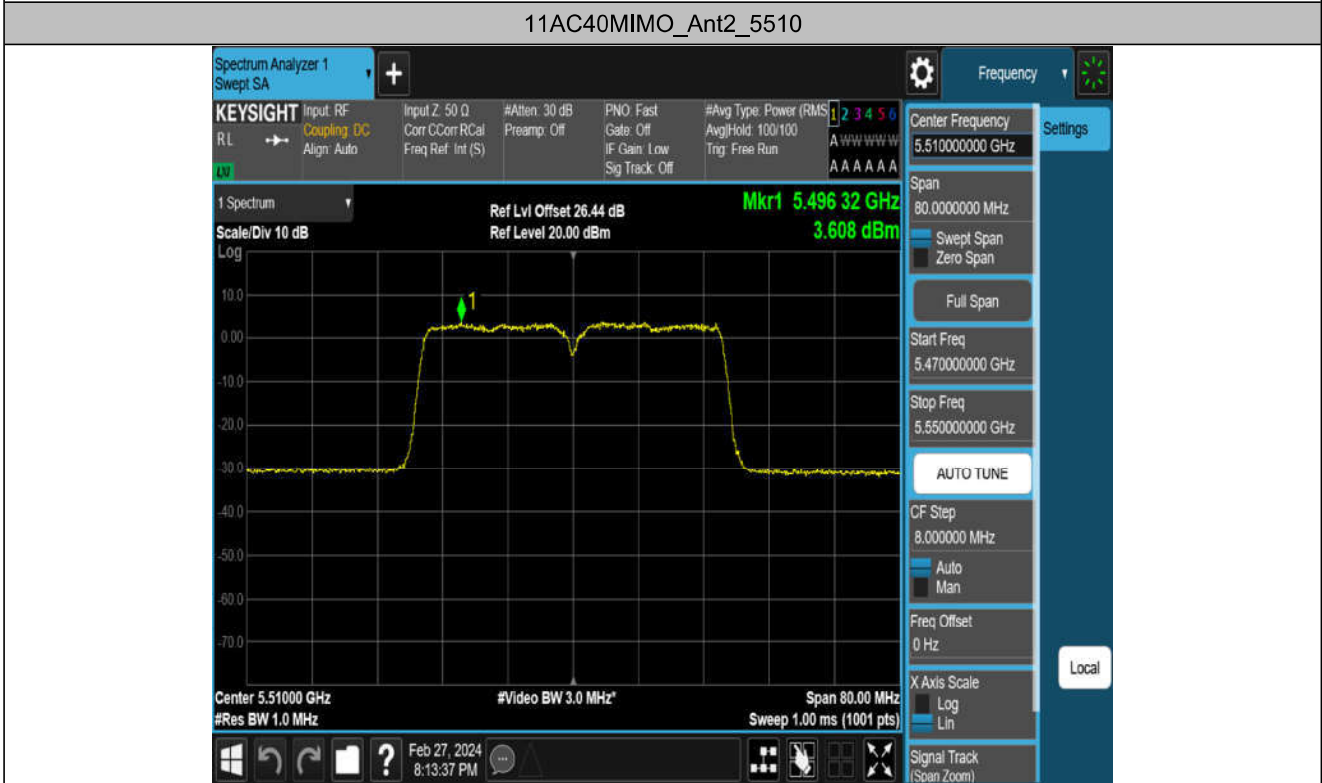 11AC40MIMO_Ant2_5510
Spectrum Analyzer 1
Swept SA
+
Frequency
KEYSIGHT
RL
LXI
Input: RF
Coupling: DC
Align: Auto
Input Z: 50 Ω
Corr CCorr RCal
Freq Ref: Int (S)
#Atten: 30 dB
Preamp: Off
PNO: Fast
Gate: Off
IF Gain: Low
Sig Track: Off
#Avg Type: Power (RMS
Avg|Hold: 100/100
Trig: Free Run
1 2 3 4 5 6
A W W W W W
A A A A A A
1 Spectrum
Scale/Div 10 dB
Log
Ref Lvl Offset 26.44 dB
Ref Level 20.00 dBm
Mkr1 5.496 32 GHz
3.608 dBm
1
10.0
0.00
-10.0
-20.0
-30.0
-40.0
-50.0
-60.0
-70.0
Center 5.51000 GHz
#Res BW 1.0 MHz
#Video BW 3.0 MHz*
Span 80.00 MHz
Sweep 1.00 ms (1001 pts)
?
Feb 27, 2024
8:13:37 PM
Center Frequency
5.510000000 GHz
Settings
Span
80.0000000 MHz
Swept Span
Zero Span
Full Span
Start Freq
5.470000000 GHz
Stop Freq
5.550000000 GHz
AUTO TUNE
CF Step
8.000000 MHz
Auto
Man
Freq Offset
0 Hz
X Axis Scale
Log
Lin
Local
Signal Track
(Span Zoom)